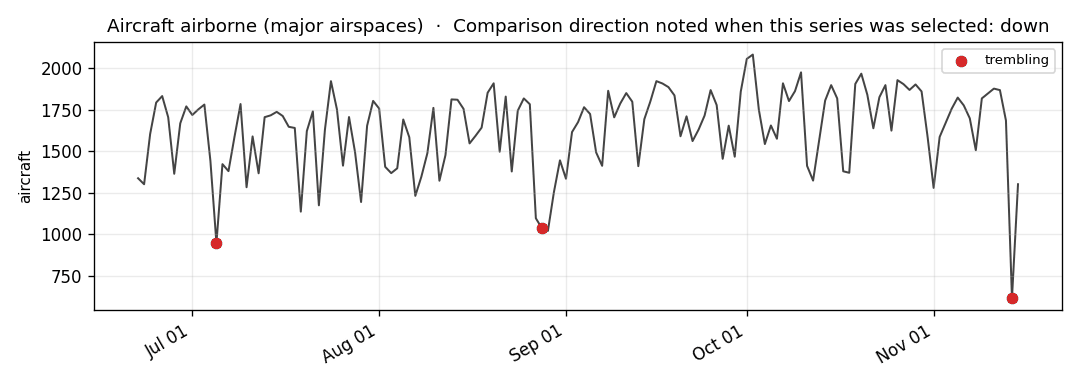 Aircraft airborne (major airspaces)  ·  Comparison direction noted when this series was selected: down
trembling
aircraft
2000
1750
1500
1250
1000
750
Jul 01
Aug 01
Sep 01
Oct 01
Nov 01